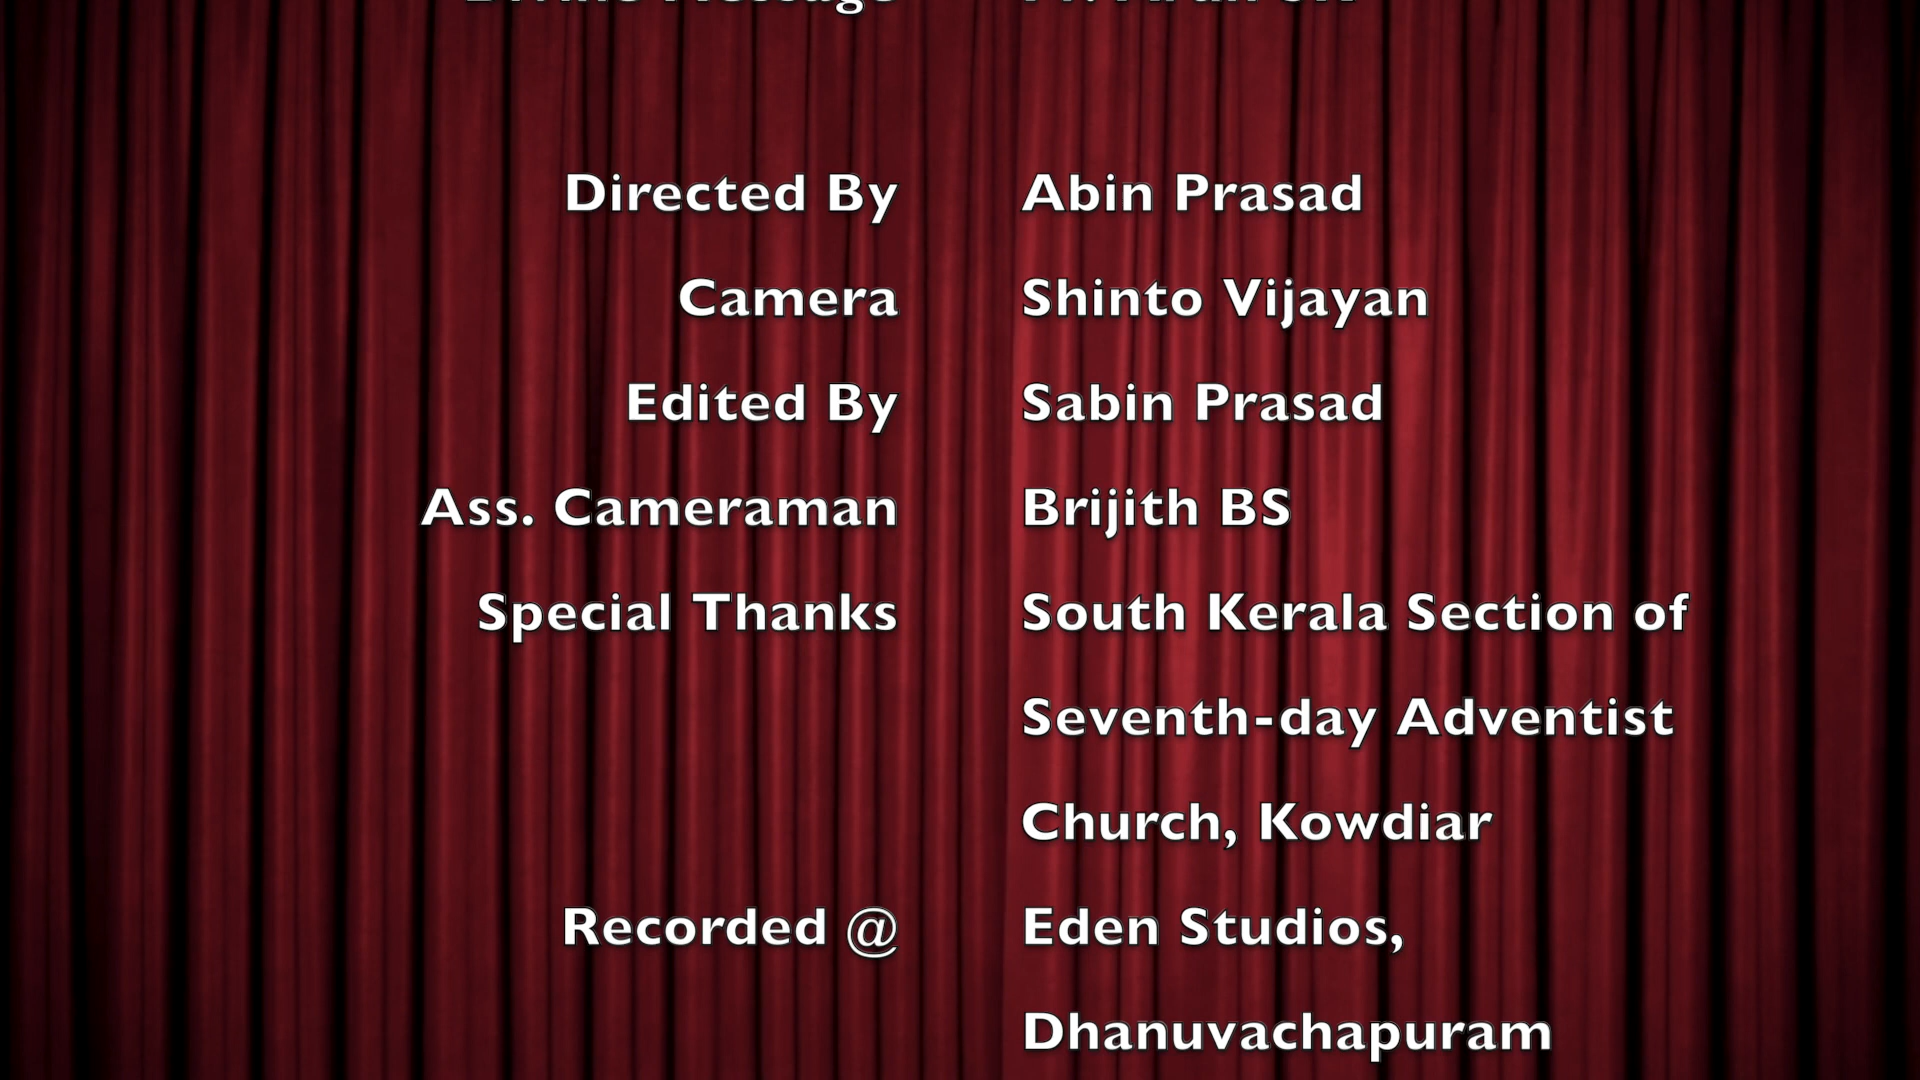 Message
Directed By Abin Prasad
Camera Shinto Vijayan
Edited By Sabin Prasad
Ass. Cameraman Brijith BS
Special Thanks South Kerala Section of
Seventh-day Adventist
Church, Kowdiar
Recorded @ Eden Studios,
Dhanuvachapuram